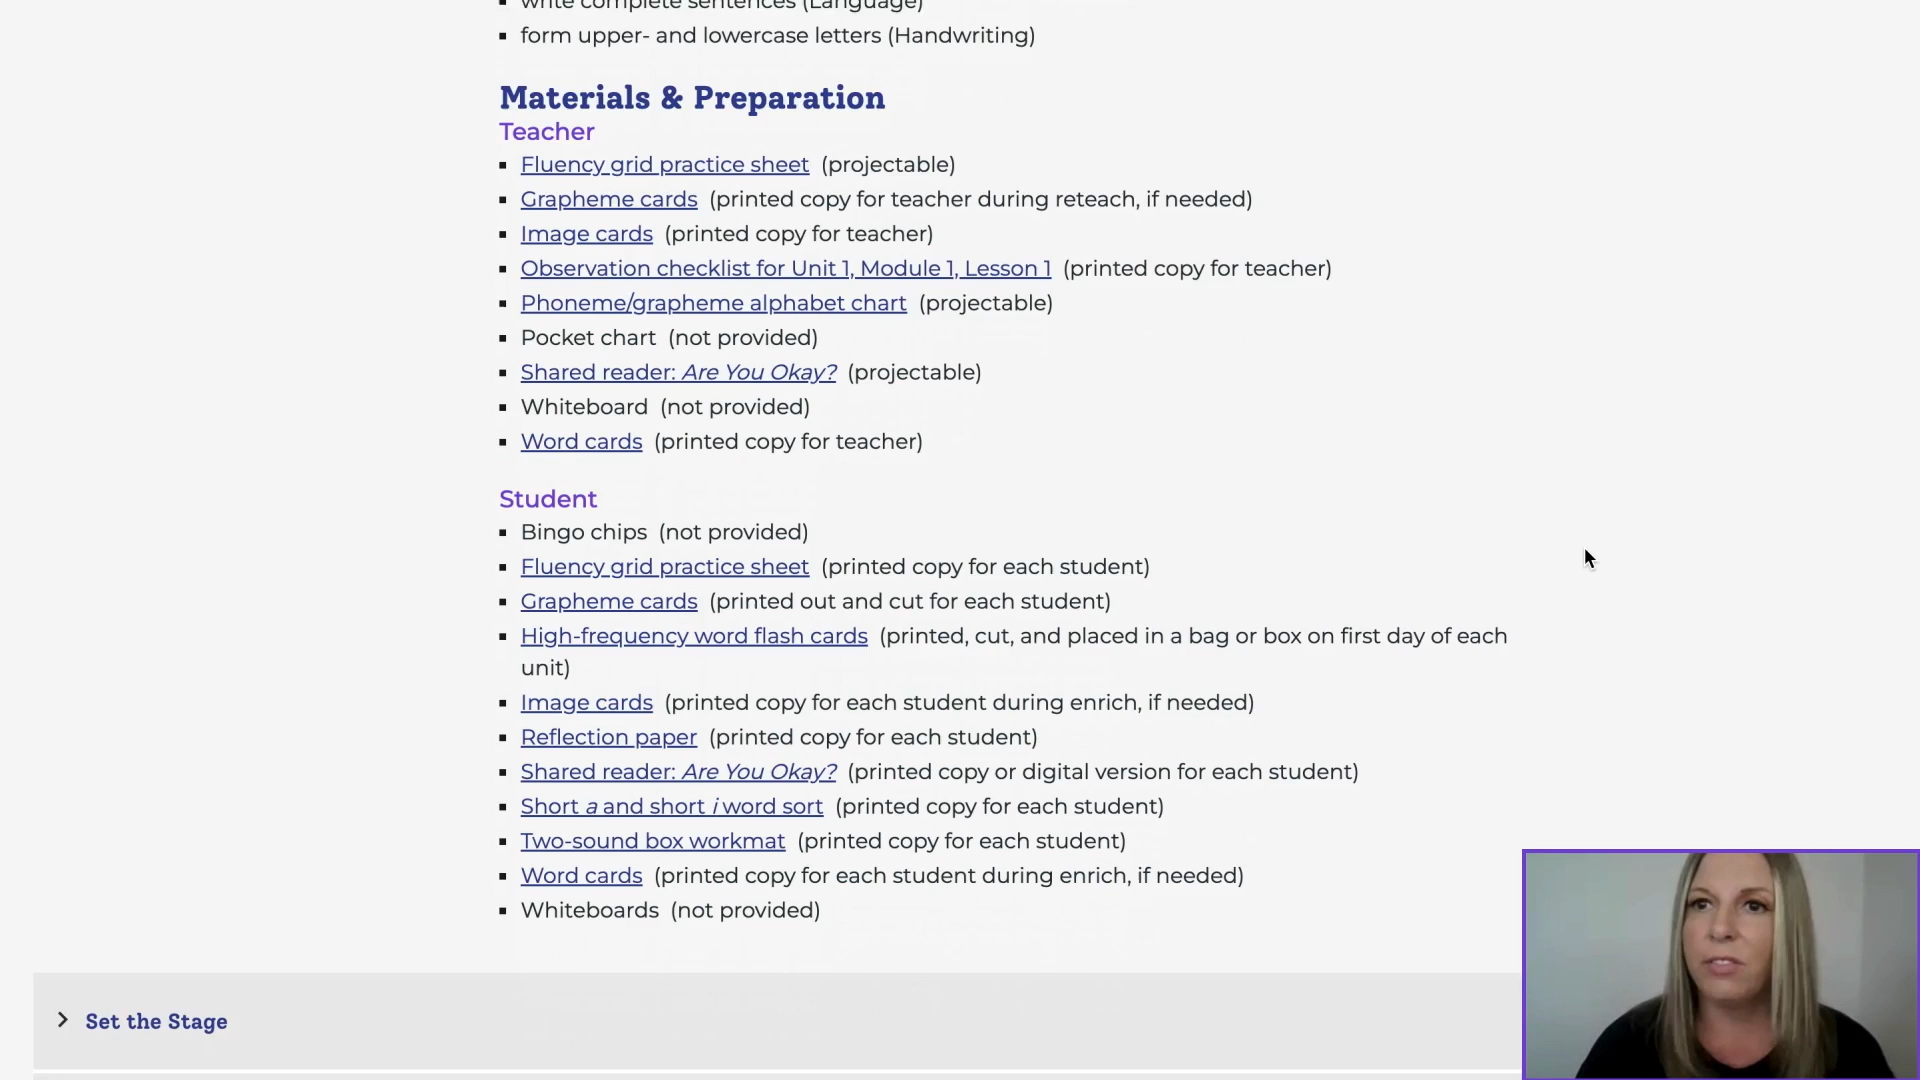 write complete sentences (Language)
form upper- and lowercase letters (Handwriting)
Materials & Preparation
Teacher
Fluency grid practice sheet (projectable)
Grapheme cards (printed copy for teacher during reteach, if needed)
Image cards (printed copy for teacher)
Observation checklist for Unit 1, Module 1, Lesson 1 (printed copy for teacher)
Phoneme/grapheme alphabet chart (projectable)
Pocket chart (not provided)
Shared reader: Are You Okay? (projectable)
Whiteboard (not provided)
Word cards (printed copy for teacher)
Student
Bingo chips (not provided)
Fluency grid practice sheet (printed copy for each student)
Grapheme cards (printed out and cut for each student)
High-frequency word flash cards (printed, cut, and placed in a bag or box on first day of each
unit)
Image cards (printed copy for each student during enrich, if needed)
Reflection paper (printed copy for each student)
Shared reader: Are You Okay? (printed copy or digital version for each student)
Short a and short i word sort (printed copy for each student)
Two-sound box workmat (printed copy for each student)
Word cards (printed copy for each student during enrich, if needed)
Whiteboards (not provided)
Set the Stage